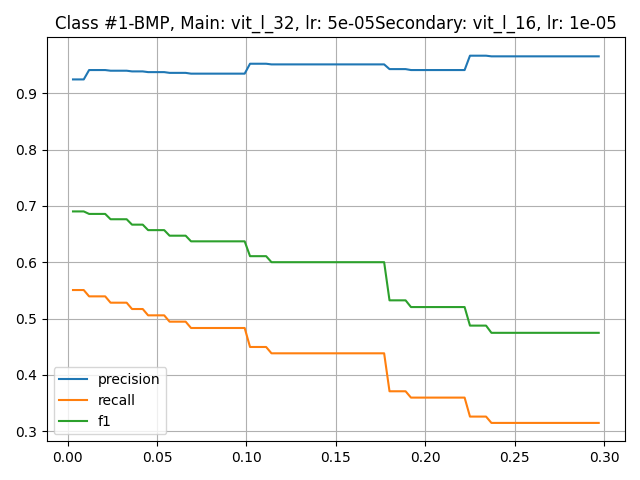 Class #1-BMP, Main: vit_l_32, lr: 5e-05Secondary: vit_l_16, lr: 1e-05
0.9
0.8
0.7
0.6
0.5
0.4
0.3
precision
recall
f1
0.00 0.05 0.10 0.15 0.20 0.25 0.30